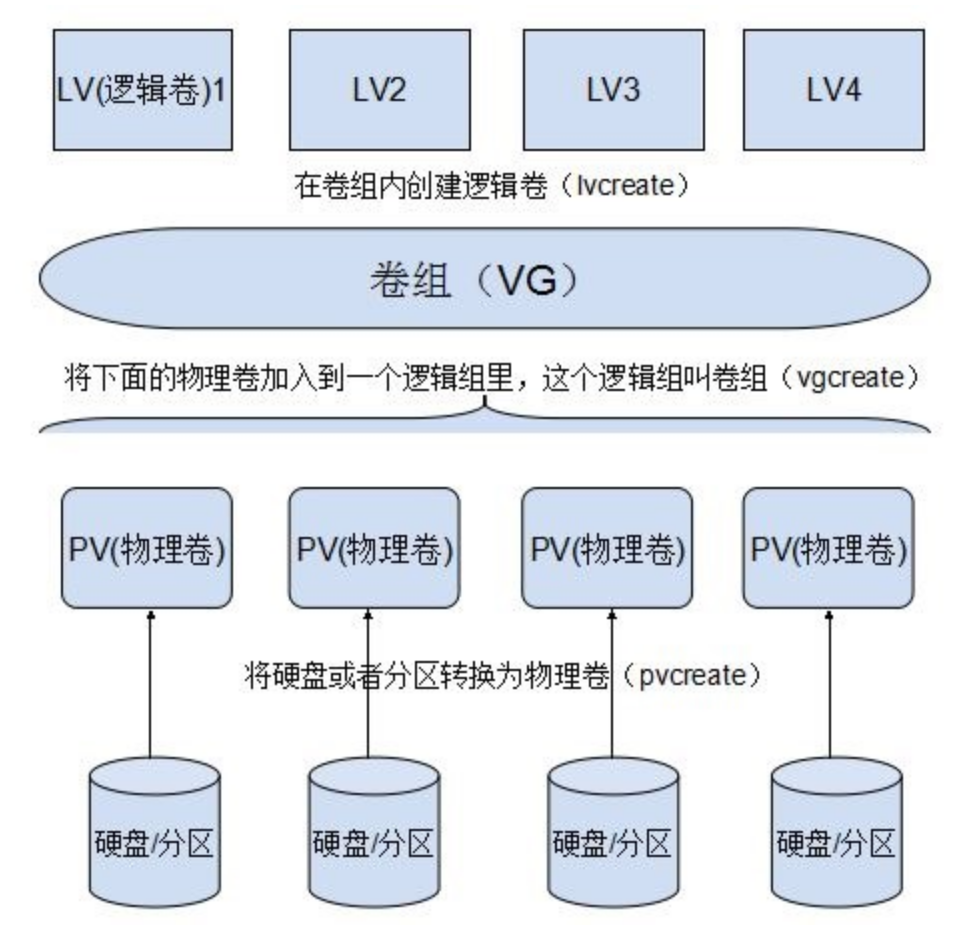 LV(逻辑卷)1
LV2
LV3
LV4
在卷组内创建逻辑卷（lvcreate）
卷组（VG）
将下面的物理卷加入到一个逻辑组里，这个逻辑组叫卷组（vgcreate）
PV(物理卷)
PV(物理卷)
PV(物理卷)
PV(物理卷)
将硬盘或者分区转换为物理卷（pvcreate）
硬盘/分区
硬盘/分区
硬盘/分区
硬盘/分区